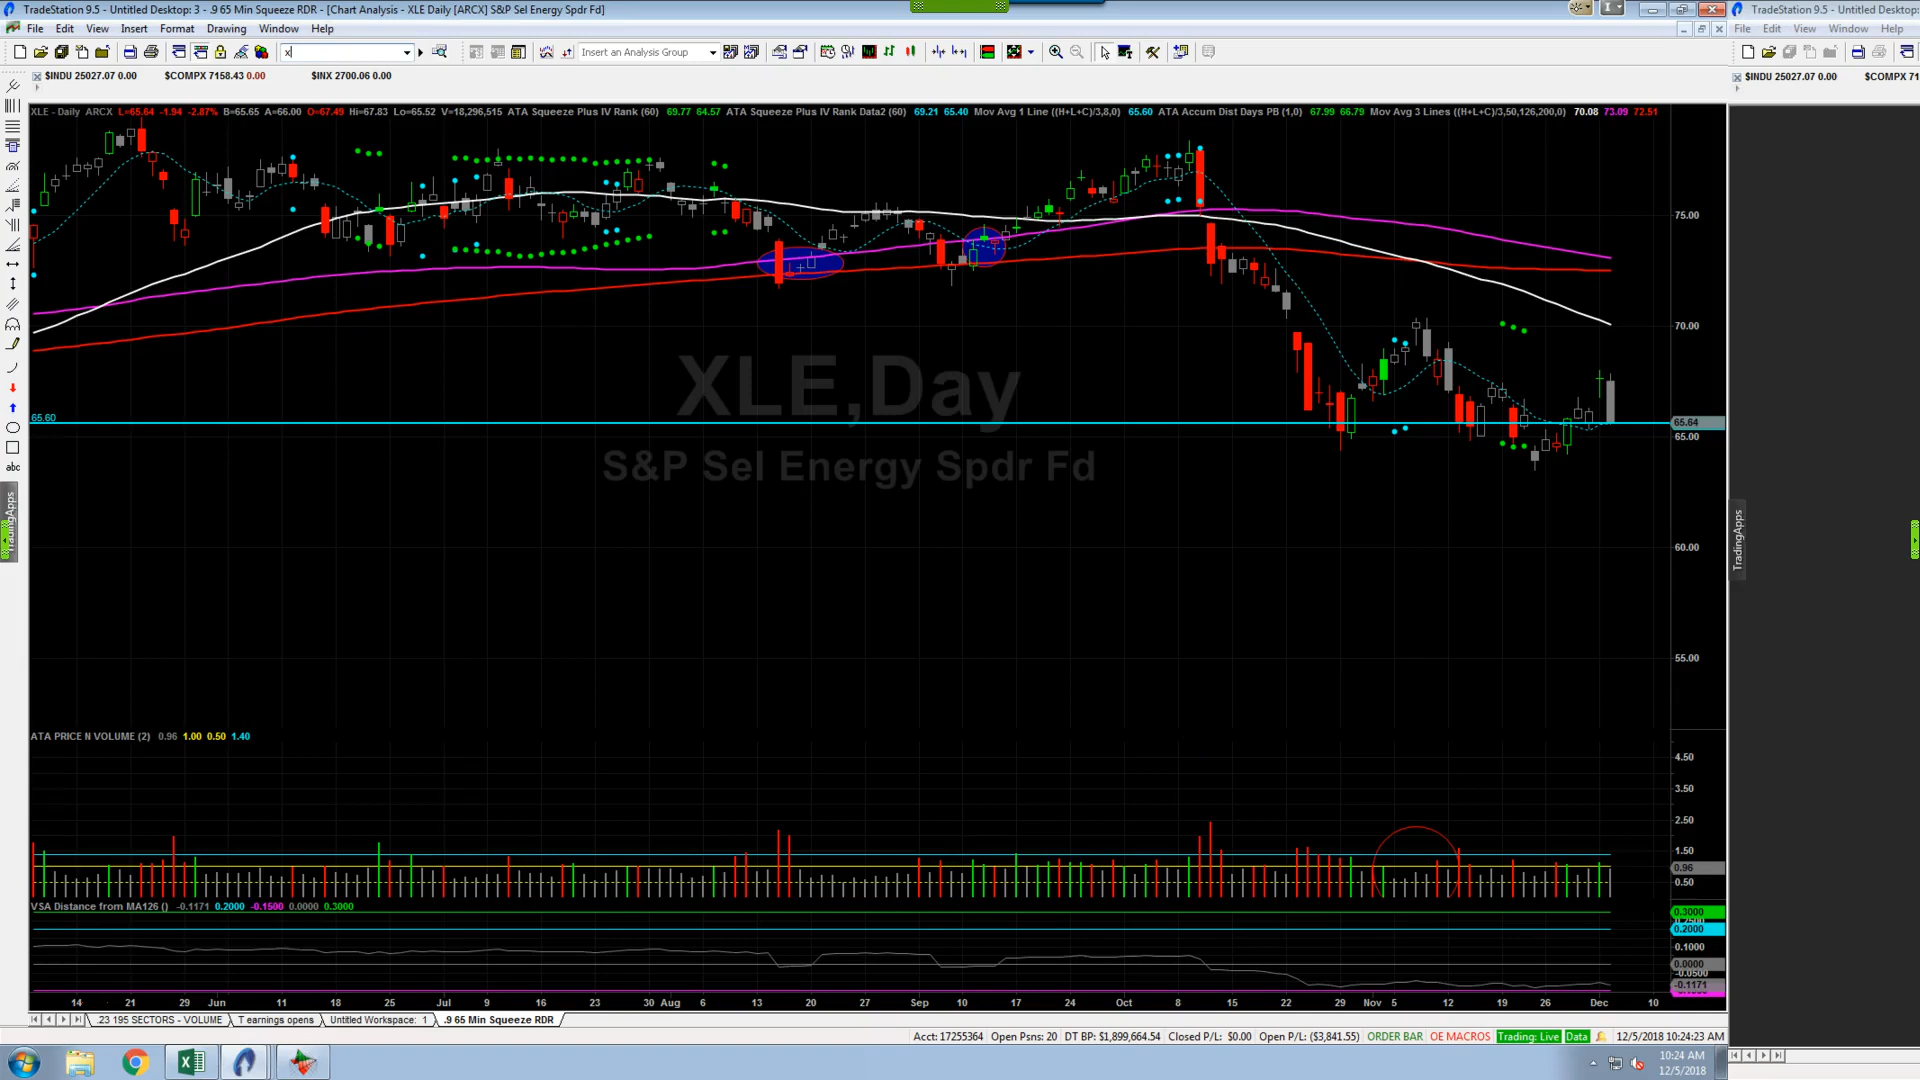 TradeStation 9.5 - Untitled Desktop: 3 - .9 65 Min Squeeze RDR - [Chart Analysis - XLE Daily [ARCX] S&P Sel Energy Spdr Fd]
TradeStation 9.5 - Untitled Deskto
File Edit View Insert Format Drawing Window Help
File Edit View Window Help
x
Insert an Analysis Group
$INDU 25027.07 0.00 $COMPX 7158.43 0.00 $INX 2700.06 0.00
$INDU 25027.07 0.00 $COMPX 71
XLE - Daily ARCX L=65.64 -1.94 -2.87% B=65.65 A=66.00 O=67.49 Hi=67.83 Lo=65.52 V=18,296,515 ATA Squeeze Plus IV Rank (60) 69.77 64.57 ATA Squeeze Plus IV Rank Data2 (60) 69.21 65.40 Mov Avg 1 Line ((H+L+C)/3,8,0) 65.60 ATA Accum Dist Days PB (1,0) 67.99 66.79 Mov Avg 3 Lines ((H+L+C)/3,50,126,200,0) 70.08 73.09 72.51
75.00
70.00
XLE,Day
65.60
65.64
65.00
S&P Sel Energy Spdr Fd
abc
TradingApps
TradingApps
60.00
55.00
ATA PRICE N VOLUME (2) 0.96 1.00 0.50 1.40
4.50
3.50
2.50
1.50
0.96
0.50
VSA Distance from MA126 () -0.1171 0.2000 -0.1500 0.0000 0.3000
0.3000
0.2000
0.1000
0.0000
-0.0500
-0.1171
14 21 29 Jun 11 18 25 Jul 9 16 23 30 Aug 6 13 20 27 Sep 10 17 24 Oct 8 15 22 29 Nov 5 12 19 26 Dec 10
.23 195 SECTORS - VOLUME T earnings opens Untitled Workspace: 1 .9 65 Min Squeeze RDR
Acct: 17255364 Open Psns: 20 DT BP: $1,899,664.54 Closed P/L: $0.00 Open P/L: ($3,841.55) ORDER BAR OE MACROS Trading: Live Data 12/5/2018 10:24:23 AM
10:24 AM
12/5/2018